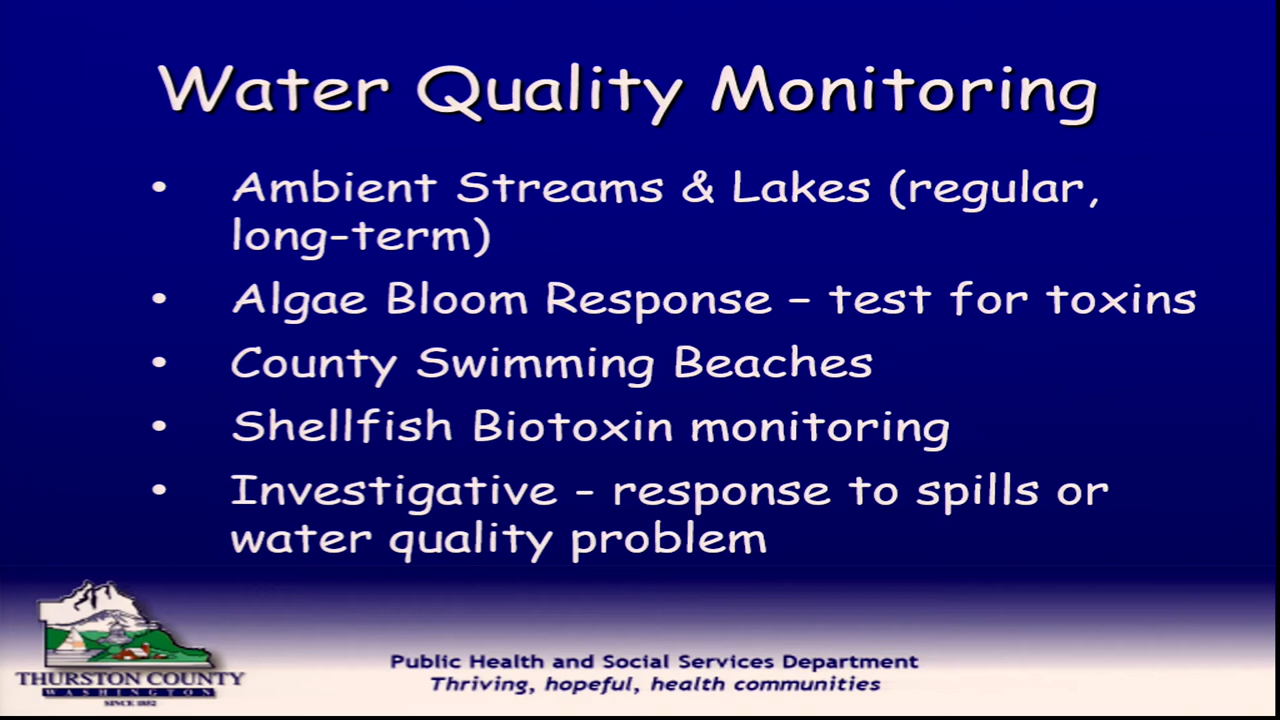 Water Quality Monitoring
• Ambient Streams & Lakes (regular,
long-term)
• Algae Bloom Response – test for toxins
• County Swimming Beaches
• Shellfish Biotoxin monitoring
• Investigative - response to spills or
water quality problem
Public Health and Social Services Department
Thriving, hopeful, health communities
THURSTON COUNTY
WASHINGTON
SINCE 1852